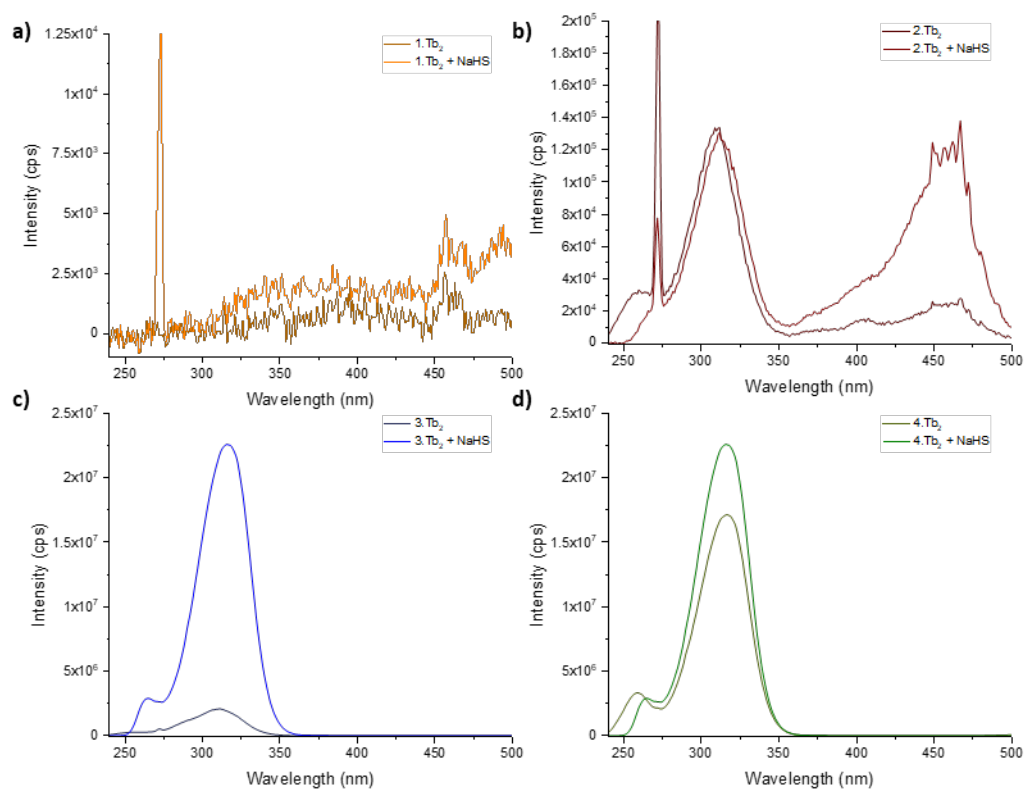 a)
1.Tb₂
1.Tb₂ + NaHS
Intensity (cps)
1.25x10⁴
1x10⁴
7.5x10³
5x10³
2.5x10³
0
250 300 350 400 450 500
Wavelength (nm)
b)
2.Tb₂
2.Tb₂ + NaHS
Intensity (cps)
2x10⁵
1.8x10⁵
1.6x10⁵
1.4x10⁵
1.2x10⁵
1x10⁵
8x10⁴
6x10⁴
4x10⁴
2x10⁴
0
250 300 350 400 450 500
Wavelength (nm)
c)
3.Tb₂
3.Tb₂ + NaHS
Intensity (cps)
2.5x10⁷
2x10⁷
1.5x10⁷
1x10⁷
5x10⁶
0
250 300 350 400 450 500
Wavelength (nm)
d)
4.Tb₂
4.Tb₂ + NaHS
Intensity (cps)
2.5x10⁷
2x10⁷
1.5x10⁷
1x10⁷
5x10⁶
0
250 300 350 400 450 500
Wavelength (nm)